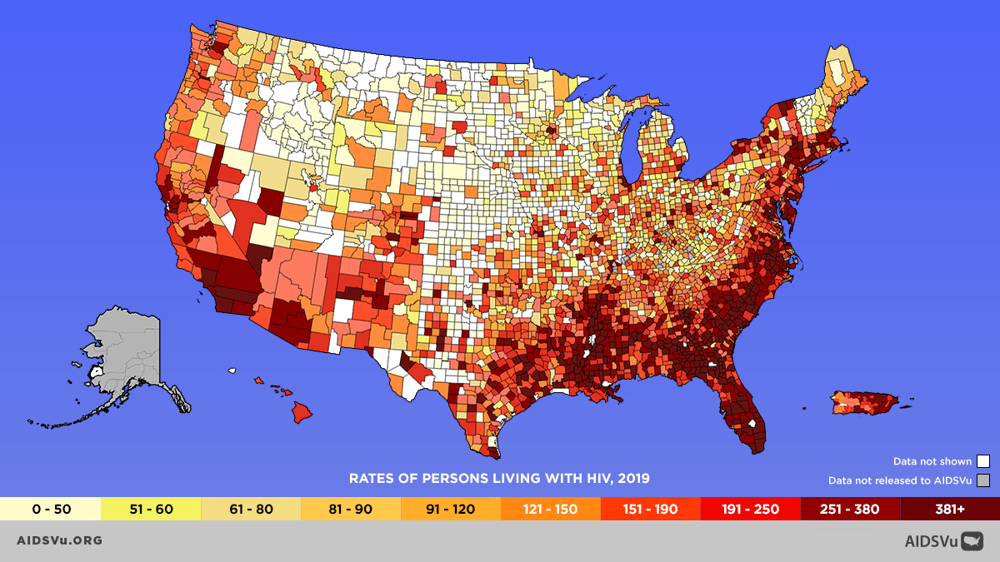 Data not shown
Data not released to AIDSVu
RATES OF PERSONS LIVING WITH HIV, 2019
0 - 50 51 - 60 61 - 80 81 - 90 91 - 120 121 - 150 151 - 190 191 - 250 251 - 380 381+
AIDSVu.ORG AIDSVu